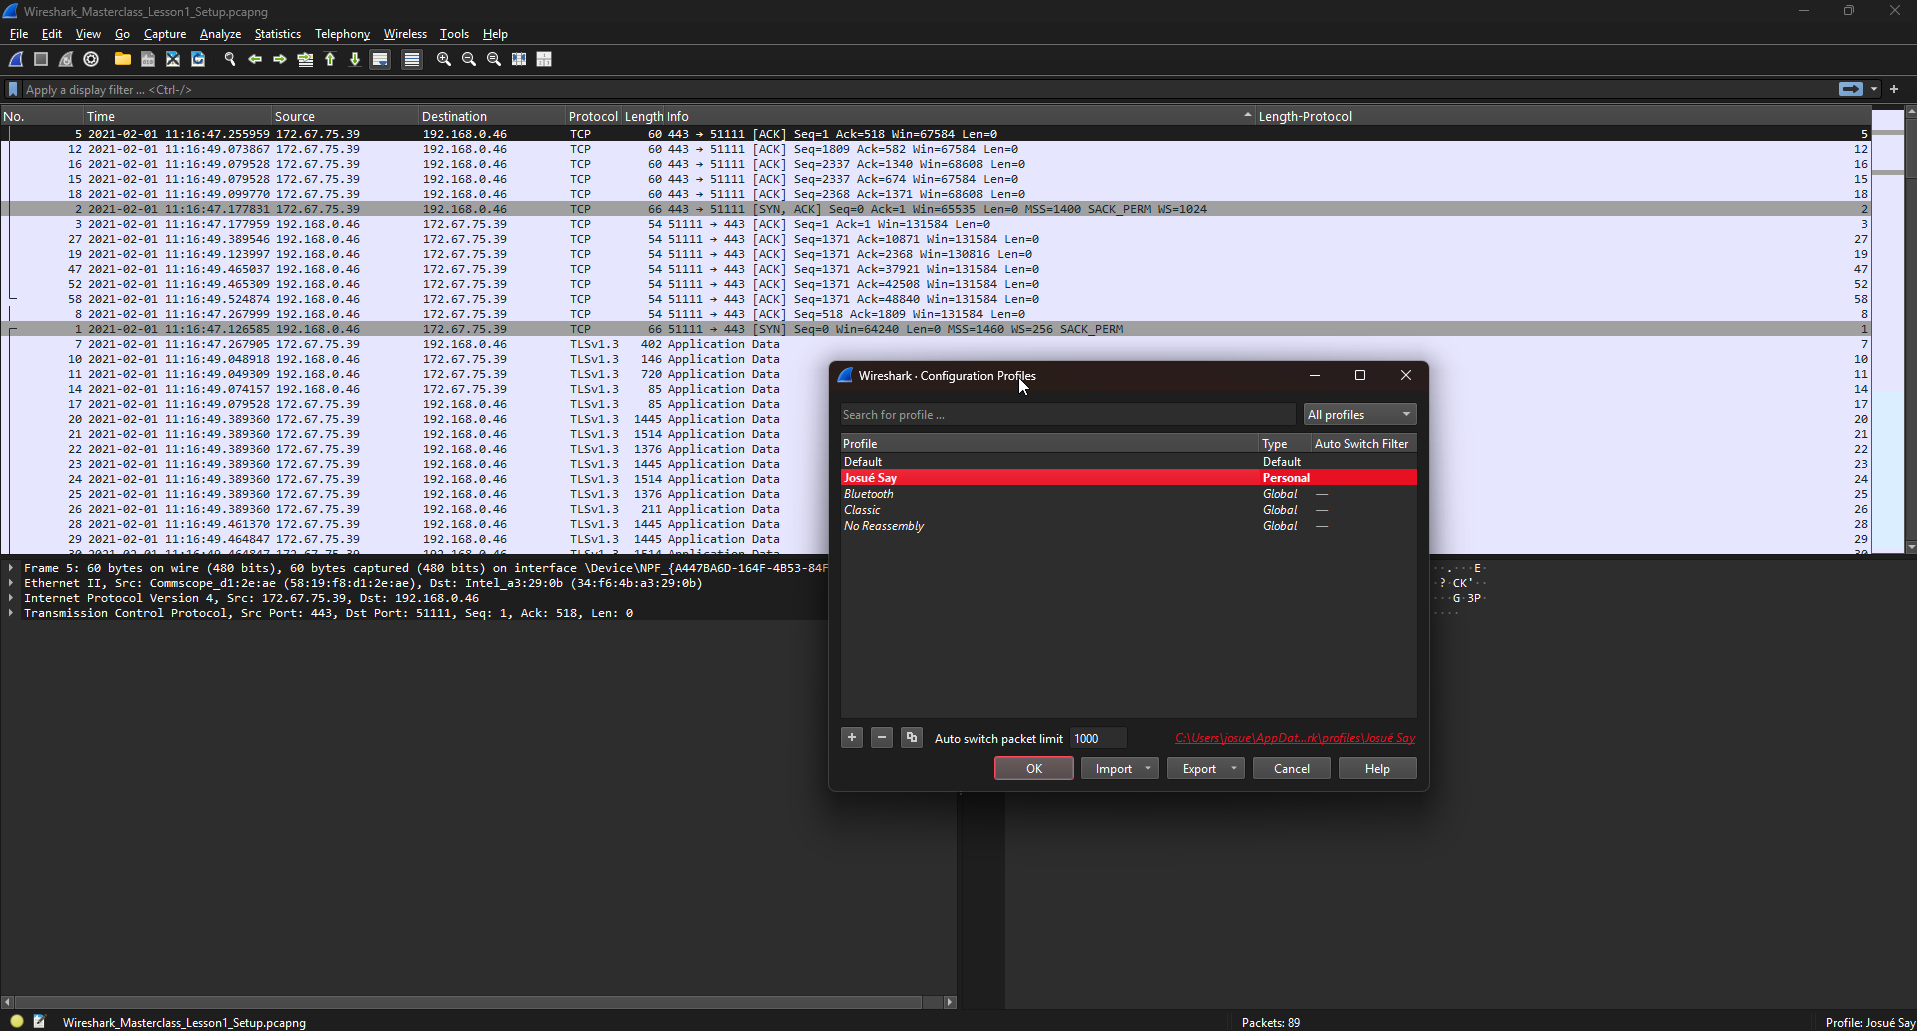 Wireshark_Masterclass_Lesson1_Setup.pcapng
File Edit View Go Capture Analyze Statistics Telephony Wireless Tools Help
Apply a display filter ... <Ctrl-/>
No. Time Source Destination Protocol Length Info Length-Protocol
5 2021-02-01 11:16:47.255959 172.67.75.39 192.168.0.46 TCP 60 443 → 51111 [ACK] Seq=1 Ack=518 Win=67584 Len=0 5
12 2021-02-01 11:16:49.073867 172.67.75.39 192.168.0.46 TCP 60 443 → 51111 [ACK] Seq=1809 Ack=582 Win=67584 Len=0 12
16 2021-02-01 11:16:49.079528 172.67.75.39 192.168.0.46 TCP 60 443 → 51111 [ACK] Seq=2337 Ack=1340 Win=68608 Len=0 16
15 2021-02-01 11:16:49.079528 172.67.75.39 192.168.0.46 TCP 60 443 → 51111 [ACK] Seq=2337 Ack=674 Win=67584 Len=0 15
18 2021-02-01 11:16:49.099770 172.67.75.39 192.168.0.46 TCP 60 443 → 51111 [ACK] Seq=2368 Ack=1371 Win=68608 Len=0 18
2 2021-02-01 11:16:47.177831 172.67.75.39 192.168.0.46 TCP 66 443 → 51111 [SYN, ACK] Seq=0 Ack=1 Win=65535 Len=0 MSS=1400 SACK_PERM WS=1024 2
3 2021-02-01 11:16:47.177959 192.168.0.46 172.67.75.39 TCP 54 51111 → 443 [ACK] Seq=1 Ack=1 Win=131584 Len=0 3
27 2021-02-01 11:16:49.389546 192.168.0.46 172.67.75.39 TCP 54 51111 → 443 [ACK] Seq=1371 Ack=10871 Win=131584 Len=0 27
19 2021-02-01 11:16:49.123997 192.168.0.46 172.67.75.39 TCP 54 51111 → 443 [ACK] Seq=1371 Ack=2368 Win=130816 Len=0 19
47 2021-02-01 11:16:49.465037 192.168.0.46 172.67.75.39 TCP 54 51111 → 443 [ACK] Seq=1371 Ack=37921 Win=131584 Len=0 47
52 2021-02-01 11:16:49.465309 192.168.0.46 172.67.75.39 TCP 54 51111 → 443 [ACK] Seq=1371 Ack=42508 Win=131584 Len=0 52
58 2021-02-01 11:16:49.524874 192.168.0.46 172.67.75.39 TCP 54 51111 → 443 [ACK] Seq=1371 Ack=48840 Win=131584 Len=0 58
8 2021-02-01 11:16:47.267999 192.168.0.46 172.67.75.39 TCP 54 51111 → 443 [ACK] Seq=518 Ack=1809 Win=131584 Len=0 8
1 2021-02-01 11:16:47.126585 192.168.0.46 172.67.75.39 TCP 66 51111 → 443 [SYN] Seq=0 Win=64240 Len=0 MSS=1460 WS=256 SACK_PERM 1
7 2021-02-01 11:16:47.267905 172.67.75.39 192.168.0.46 TLSv1.3 402 Application Data 7
10 2021-02-01 11:16:49.048918 192.168.0.46 172.67.75.39 TLSv1.3 146 Application Data 10
11 2021-02-01 11:16:49.049309 192.168.0.46 172.67.75.39 TLSv1.3 720 Application Data 11
14 2021-02-01 11:16:49.074157 192.168.0.46 172.67.75.39 TLSv1.3 85 Application Data 14
17 2021-02-01 11:16:49.079528 172.67.75.39 192.168.0.46 TLSv1.3 85 Application Data 17
20 2021-02-01 11:16:49.389360 172.67.75.39 192.168.0.46 TLSv1.3 1445 Application Data 20
21 2021-02-01 11:16:49.389360 172.67.75.39 192.168.0.46 TLSv1.3 1514 Application Data 21
22 2021-02-01 11:16:49.389360 172.67.75.39 192.168.0.46 TLSv1.3 1376 Application Data 22
23 2021-02-01 11:16:49.389360 172.67.75.39 192.168.0.46 TLSv1.3 1445 Application Data 23
24 2021-02-01 11:16:49.389360 172.67.75.39 192.168.0.46 TLSv1.3 1514 Application Data 24
25 2021-02-01 11:16:49.389360 172.67.75.39 192.168.0.46 TLSv1.3 1376 Application Data 25
26 2021-02-01 11:16:49.389360 172.67.75.39 192.168.0.46 TLSv1.3 211 Application Data 26
28 2021-02-01 11:16:49.461370 172.67.75.39 192.168.0.46 TLSv1.3 1445 Application Data 28
29 2021-02-01 11:16:49.464847 172.67.75.39 192.168.0.46 TLSv1.3 1445 Application Data 29
30 2021-02-01 11:16:49.464847 172.67.75.39 192.168.0.46 TLSv1.3 1514 Application Data 30
Frame 5: 60 bytes on wire (480 bits), 60 bytes captured (480 bits) on interface \Device\NPF_{A447BA6D-164F-4B53-84F
Ethernet II, Src: Commscope_d1:2e:ae (58:19:f8:d1:2e:ae), Dst: Intel_a3:29:0b (34:f6:4b:a3:29:0b)
Internet Protocol Version 4, Src: 172.67.75.39, Dst: 192.168.0.46
Transmission Control Protocol, Src Port: 443, Dst Port: 51111, Seq: 1, Ack: 518, Len: 0
··.···E·
·?·CK'··
···G·3P·
····
Wireshark · Configuration Profiles
Search for profile ... All profiles
Profile Type Auto Switch Filter
Default Default
Josué Say Personal
Bluetooth Global —
Classic Global —
No Reassembly Global —
Auto switch packet limit 1000 C:\Users\josue\AppDat...rk\profiles\Josué Say
OK Import Export Cancel Help
Wireshark_Masterclass_Lesson1_Setup.pcapng Packets: 89 Profile: Josué Say